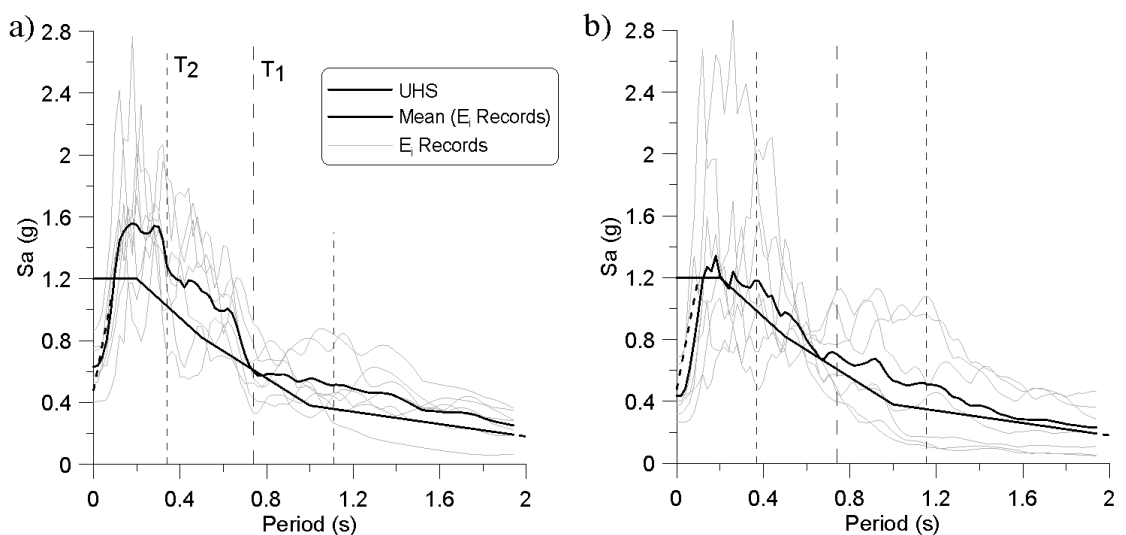 a)
2.8
2.4
2
1.6
1.2
0.8
0.4
0
Sa (g)
T2
T1
UHS
Mean (Ei Records)
Ei Records
0 0.4 0.8 1.2 1.6 2
Period (s)
b)
2.8
2.4
2
1.6
1.2
0.8
0.4
0
Sa (g)
0 0.4 0.8 1.2 1.6 2
Period (s)